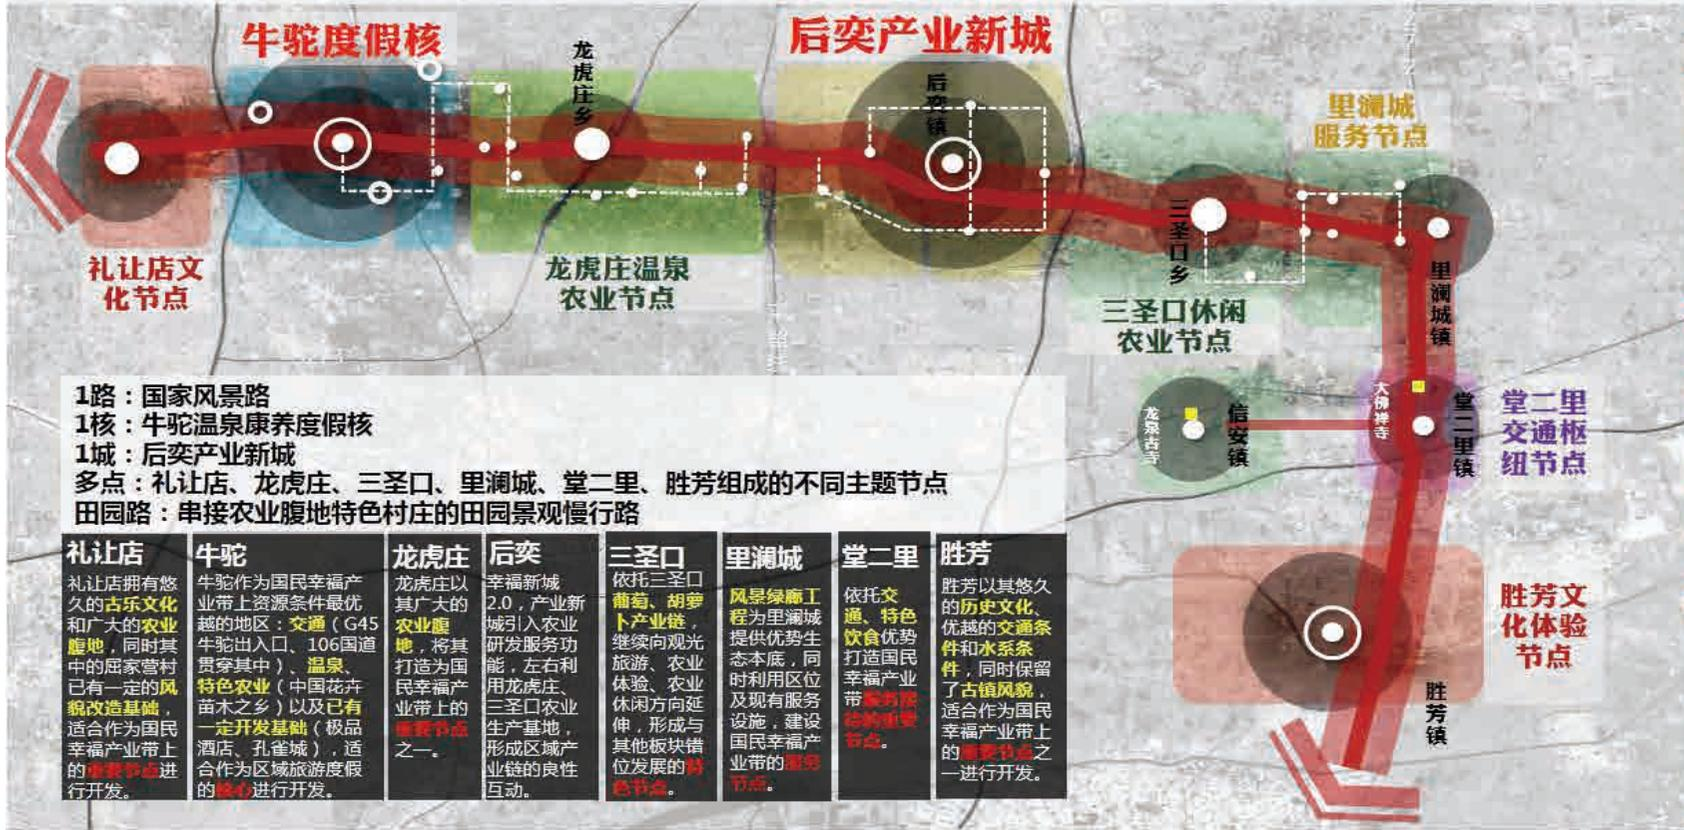 牛驼度假核
龙虎庄乡
后奕产业新城
后奕镇
里澜城
服务节点
礼让店文
化节点
龙虎庄温泉
农业节点
三圣口乡
三圣口休闲
农业节点
里澜城镇
大佛禅寺
堂二里镇
堂二里
交通枢
纽节点
龙泉古寺
信安镇
胜芳文
化体验
节点
胜芳镇
1路：国家风景路
1核：牛驼温泉康养度假核
1城：后奕产业新城
多点：礼让店、龙虎庄、三圣口、里澜城、堂二里、胜芳组成的不同主题节点
田园路：串接农业腹地特色村庄的田园景观慢行路
礼让店
礼让店拥有悠
久的古乐文化
和广大的农业
腹地，同时其
中的屈家营村
已有一定的风
貌改造基础，
适合作为国民
幸福产业带上
的重要节点进
行开发。
牛驼
牛驼作为国民幸福产
业带上资源条件最优
越的地区：交通（G45
牛驼出入口、106国道
贯穿其中）、温泉、
特色农业（中国花卉
苗木之乡）以及已有
一定开发基础（极品
酒店、孔雀城），适
合作为区域旅游度假
的核心进行开发。
龙虎庄
龙虎庄以
其广大的
农业腹
地，将其
打造为国
民幸福产
业带上的
重要节点
之一。
后奕
幸福新城
2.0，产业新
城引入农业
研发服务功
能，左右利
用龙虎庄、
三圣口农业
生产基地，
形成区域产
业链的良性
互动。
三圣口
依托三圣口
葡萄、胡萝
卜产业链，
继续向观光
旅游、农业
体验、农业
休闲方向延
伸，形成与
其他板块错
位发展的特
色节点。
里澜城
风景绿廊工
程为里澜城
提供优势生
态本底，同
时利用区位
及现有服务
设施，建设
国民幸福产
业带的服务
节点。
堂二里
依托交
通、特色
饮食优势
打造国民
幸福产业
带服务接
待的重要
节点。
胜芳
胜芳以其悠久
的历史文化、
优越的交通条
件和水系条
件，同时保留
了古镇风貌，
适合作为国民
幸福产业带上
的重要节点之
一进行开发。